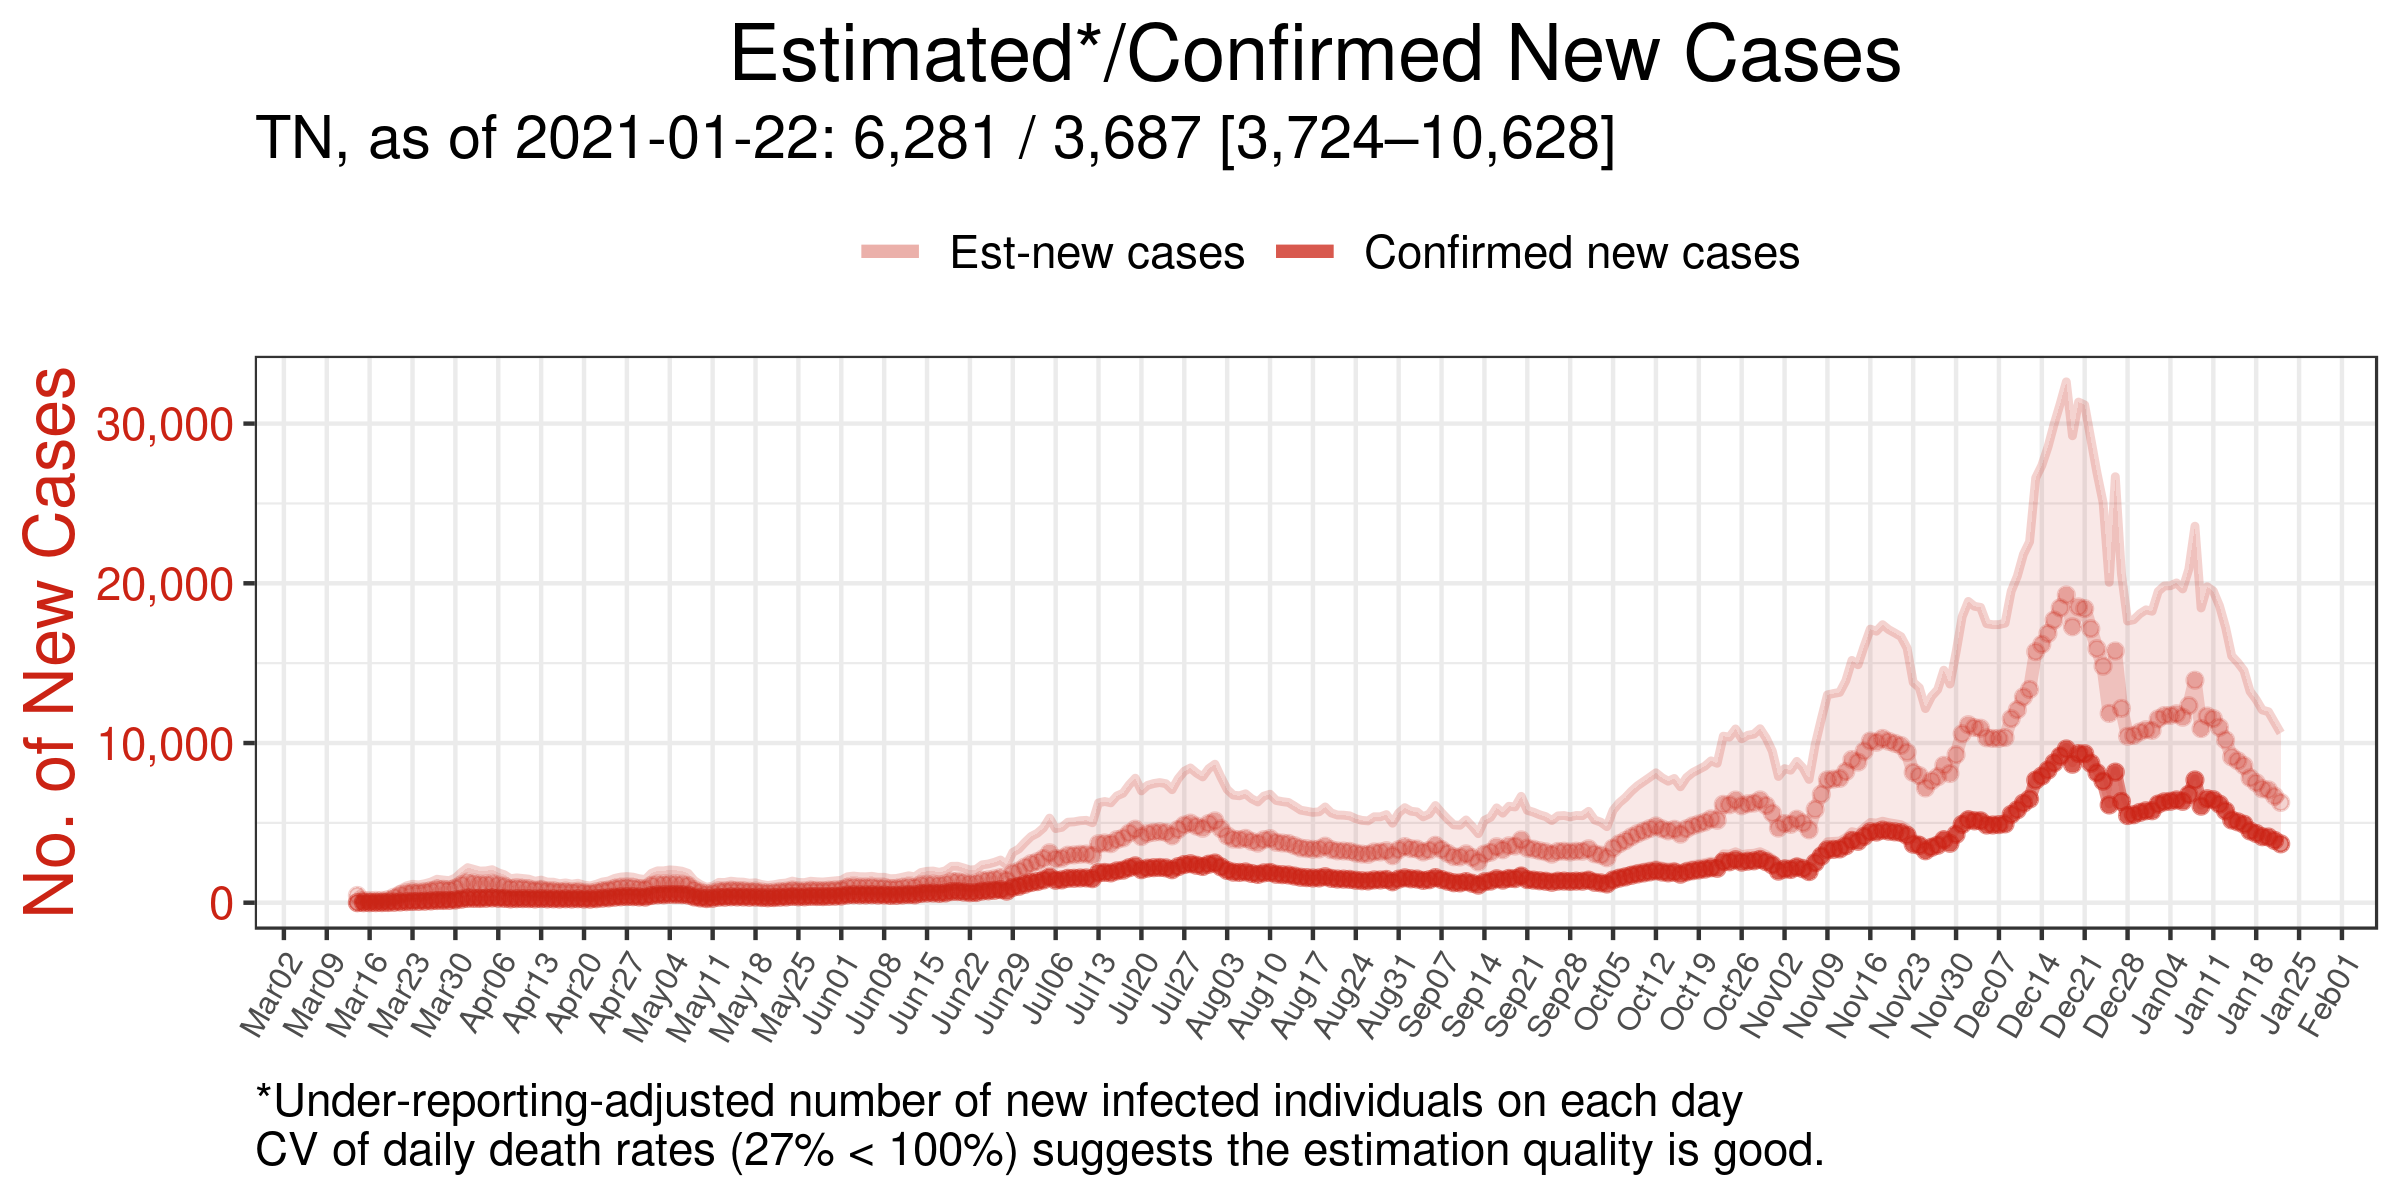 Estimated*/Confirmed New Cases
TN, as of 2021-01-22: 6,281 / 3,687 [3,724–10,628]
Est-new cases
Confirmed new cases
No. of New Cases
30,000
20,000
10,000
0
Mar02
Mar09
Mar16
Mar23
Mar30
Apr06
Apr13
Apr20
Apr27
May04
May11
May18
May25
Jun01
Jun08
Jun15
Jun22
Jun29
Jul06
Jul13
Jul20
Jul27
Aug03
Aug10
Aug17
Aug24
Aug31
Sep07
Sep14
Sep21
Sep28
Oct05
Oct12
Oct19
Oct26
Nov02
Nov09
Nov16
Nov23
Nov30
Dec07
Dec14
Dec21
Dec28
Jan04
Jan11
Jan18
Jan25
Feb01
*Under-reporting-adjusted number of new infected individuals on each day
CV of daily death rates (27% < 100%) suggests the estimation quality is good.